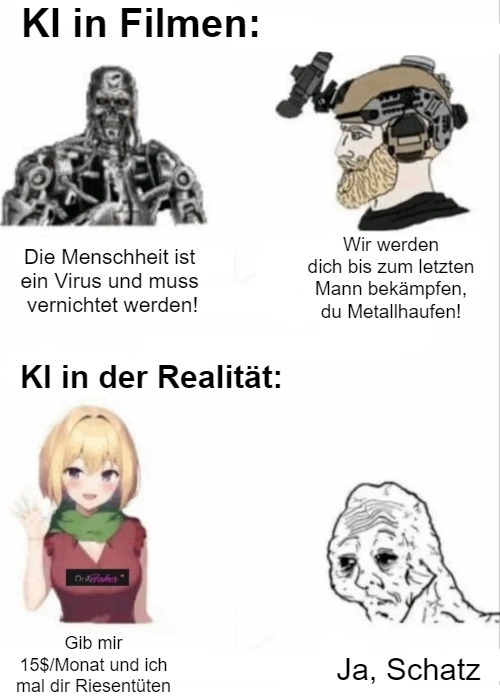 KI in Filmen:
Die Menschheit ist
ein Virus und muss
vernichtet werden!
Wir werden
dich bis zum letzten
Mann bekämpfen,
du Metallhaufen!
KI in der Realität:
Gib mir
15$/Monat und ich
mal dir Riesentüten
Ja, Schatz